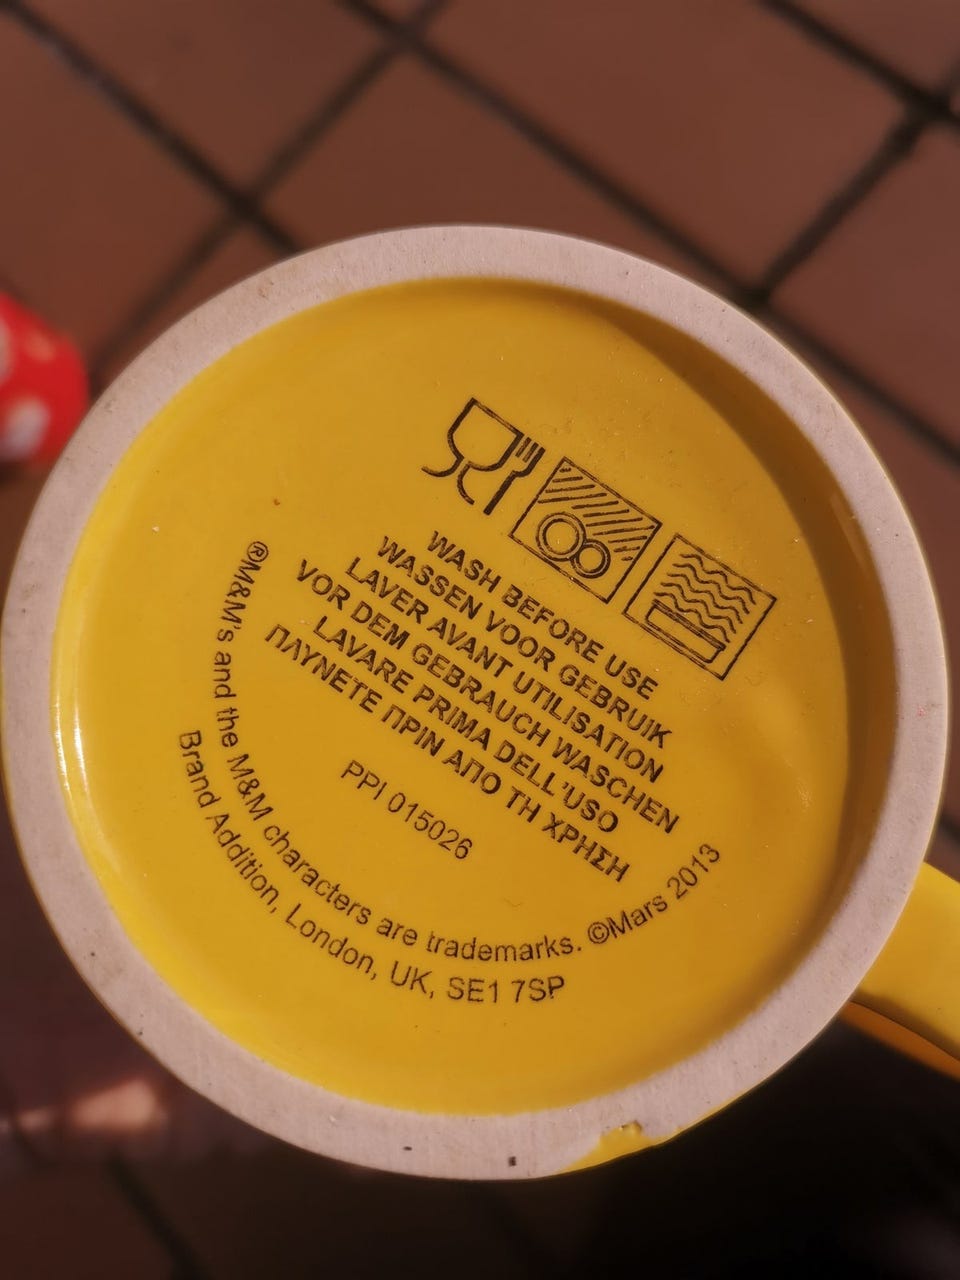 WASH BEFORE USE
WASSEN VOOR GEBRUIK
LAVER AVANT UTILISATION
VOR DEM GEBRAUCH WASCHEN
LAVARE PRIMA DELL'USO
ΠΛΥΝΕΤΕ ΠΡΙΝ ΑΠΟ ΤΗ ΧΡΗΣΗ
PPI 015026
®M&M's and the M&M characters are trademarks. ©Mars 2013
Brand Addition, London, UK, SE1 7SP